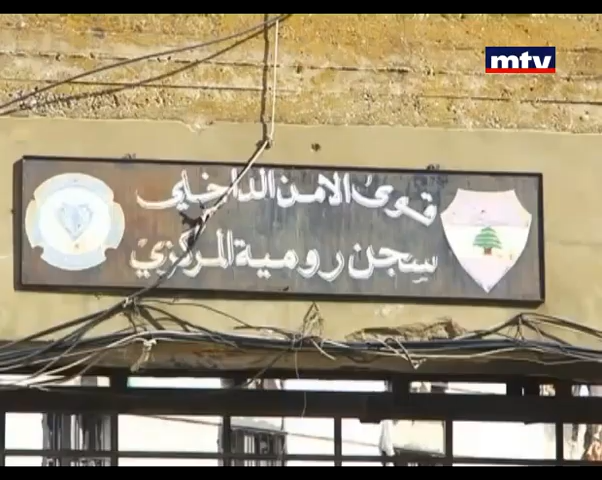 mtv
قوى الامن الداخلي
سجن رومية المركزي